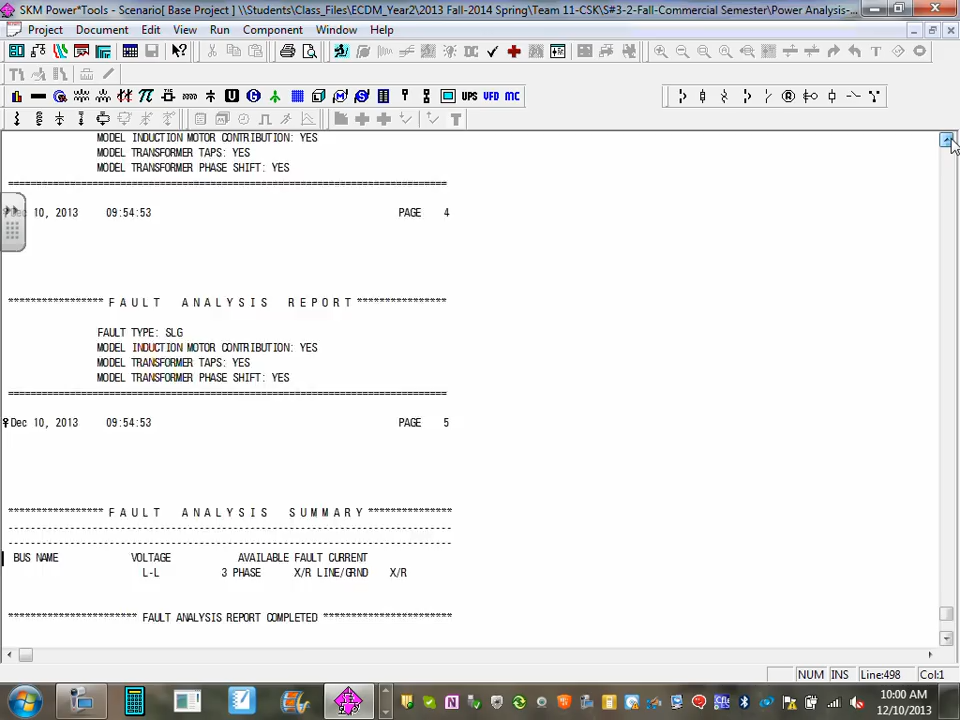 SKM Power*Tools - Scenario[ Base Project ] \\Students\Class_Files\ECDM_Year2\2013 Fall-2014 Spring\Team 11-CSK\S#3-2-Fall-Commercial Semester\Power Analysis-...
Project Document Edit View Run Component Window Help
DC
UPS VFD MC
MODEL INDUCTION MOTOR CONTRIBUTION: YES
MODEL TRANSFORMER TAPS: YES
MODEL TRANSFORMER PHASE SHIFT: YES
==================================================
Dec 10, 2013 09:54:53 PAGE 4
***************** F A U L T A N A L Y S I S R E P O R T ****************
FAULT TYPE: SLG
MODEL INDUCTION MOTOR CONTRIBUTION: YES
MODEL TRANSFORMER TAPS: YES
MODEL TRANSFORMER PHASE SHIFT: YES
==================================================
Dec 10, 2013 09:54:53 PAGE 5
***************** F A U L T A N A L Y S I S S U M M A R Y ***************
--------------------------------------------------
--------------------------------------------------
BUS NAME VOLTAGE AVAILABLE FAULT CURRENT
L-L 3 PHASE X/R LINE/GRND X/R
*********************** FAULT ANALYSIS REPORT COMPLETED ***********************
NUM INS Line:498 Col:1
10:00 AM
12/10/2013